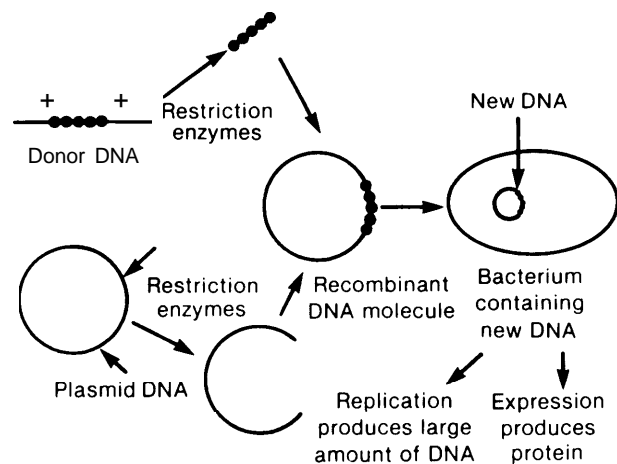 New DNA
+ +
Restriction
enzymes
Donor DNA
Restriction
enzymes
Recombinant
DNA molecule
Bacterium
containing
new DNA
Plasmid DNA
Replication
produces large
amount of DNA
Expression
produces
protein